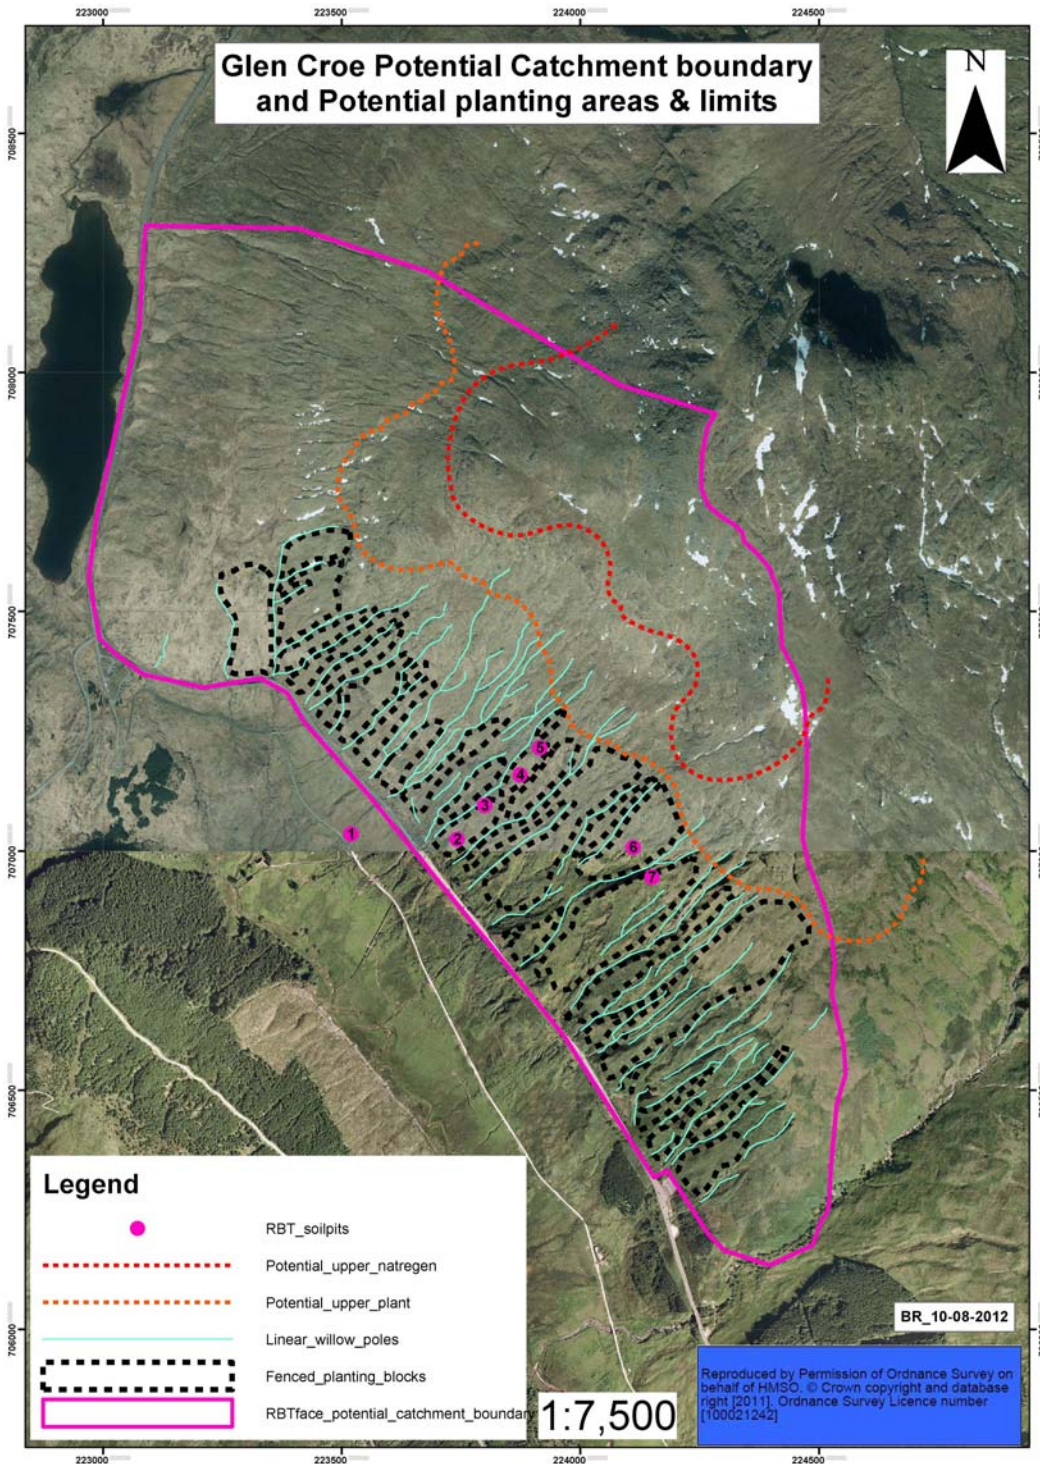 223000
223500
224000
224500
Glen Croe Potential Catchment boundary
and Potential planting areas & limits
N
708500
708000
707500
707000
706500
706000
1
2
3
4
5
6
7
Legend
RBT_soilpits
Potential_upper_natregen
Potential_upper_plant
Linear_willow_poles
Fenced_planting_blocks
RBTface_potential_catchment_boundary
1:7,500
BR_10-08-2012
Reproduced by Permission of Ordnance Survey on
behalf of HMSO. © Crown copyright and database
right [2011]. Ordnance Survey Licence number
[100021242]
223000
223500
224000
224500